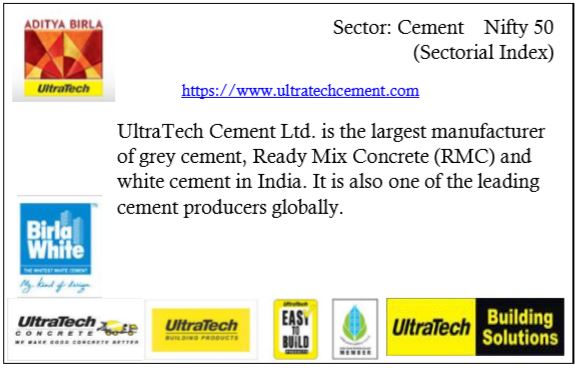 ADITYA BIRLA
UltraTech
Sector: Cement Nifty 50
(Sectorial Index)
https://www.ultratechcement.com
UltraTech Cement Ltd. is the largest manufacturer
of grey cement, Ready Mix Concrete (RMC) and
white cement in India. It is also one of the leading
cement producers globally.
Birla
White
THE WHITEST WHITE CEMENT
My kind of design
UltraTech
CONCRETE
WE MAKE GOOD CONCRETE BETTER
UltraTech
BUILDING PRODUCTS
UltraTech
EASY
TO
BUILD
PRODUCTS
MEMBER
UltraTech
Building
Solutions